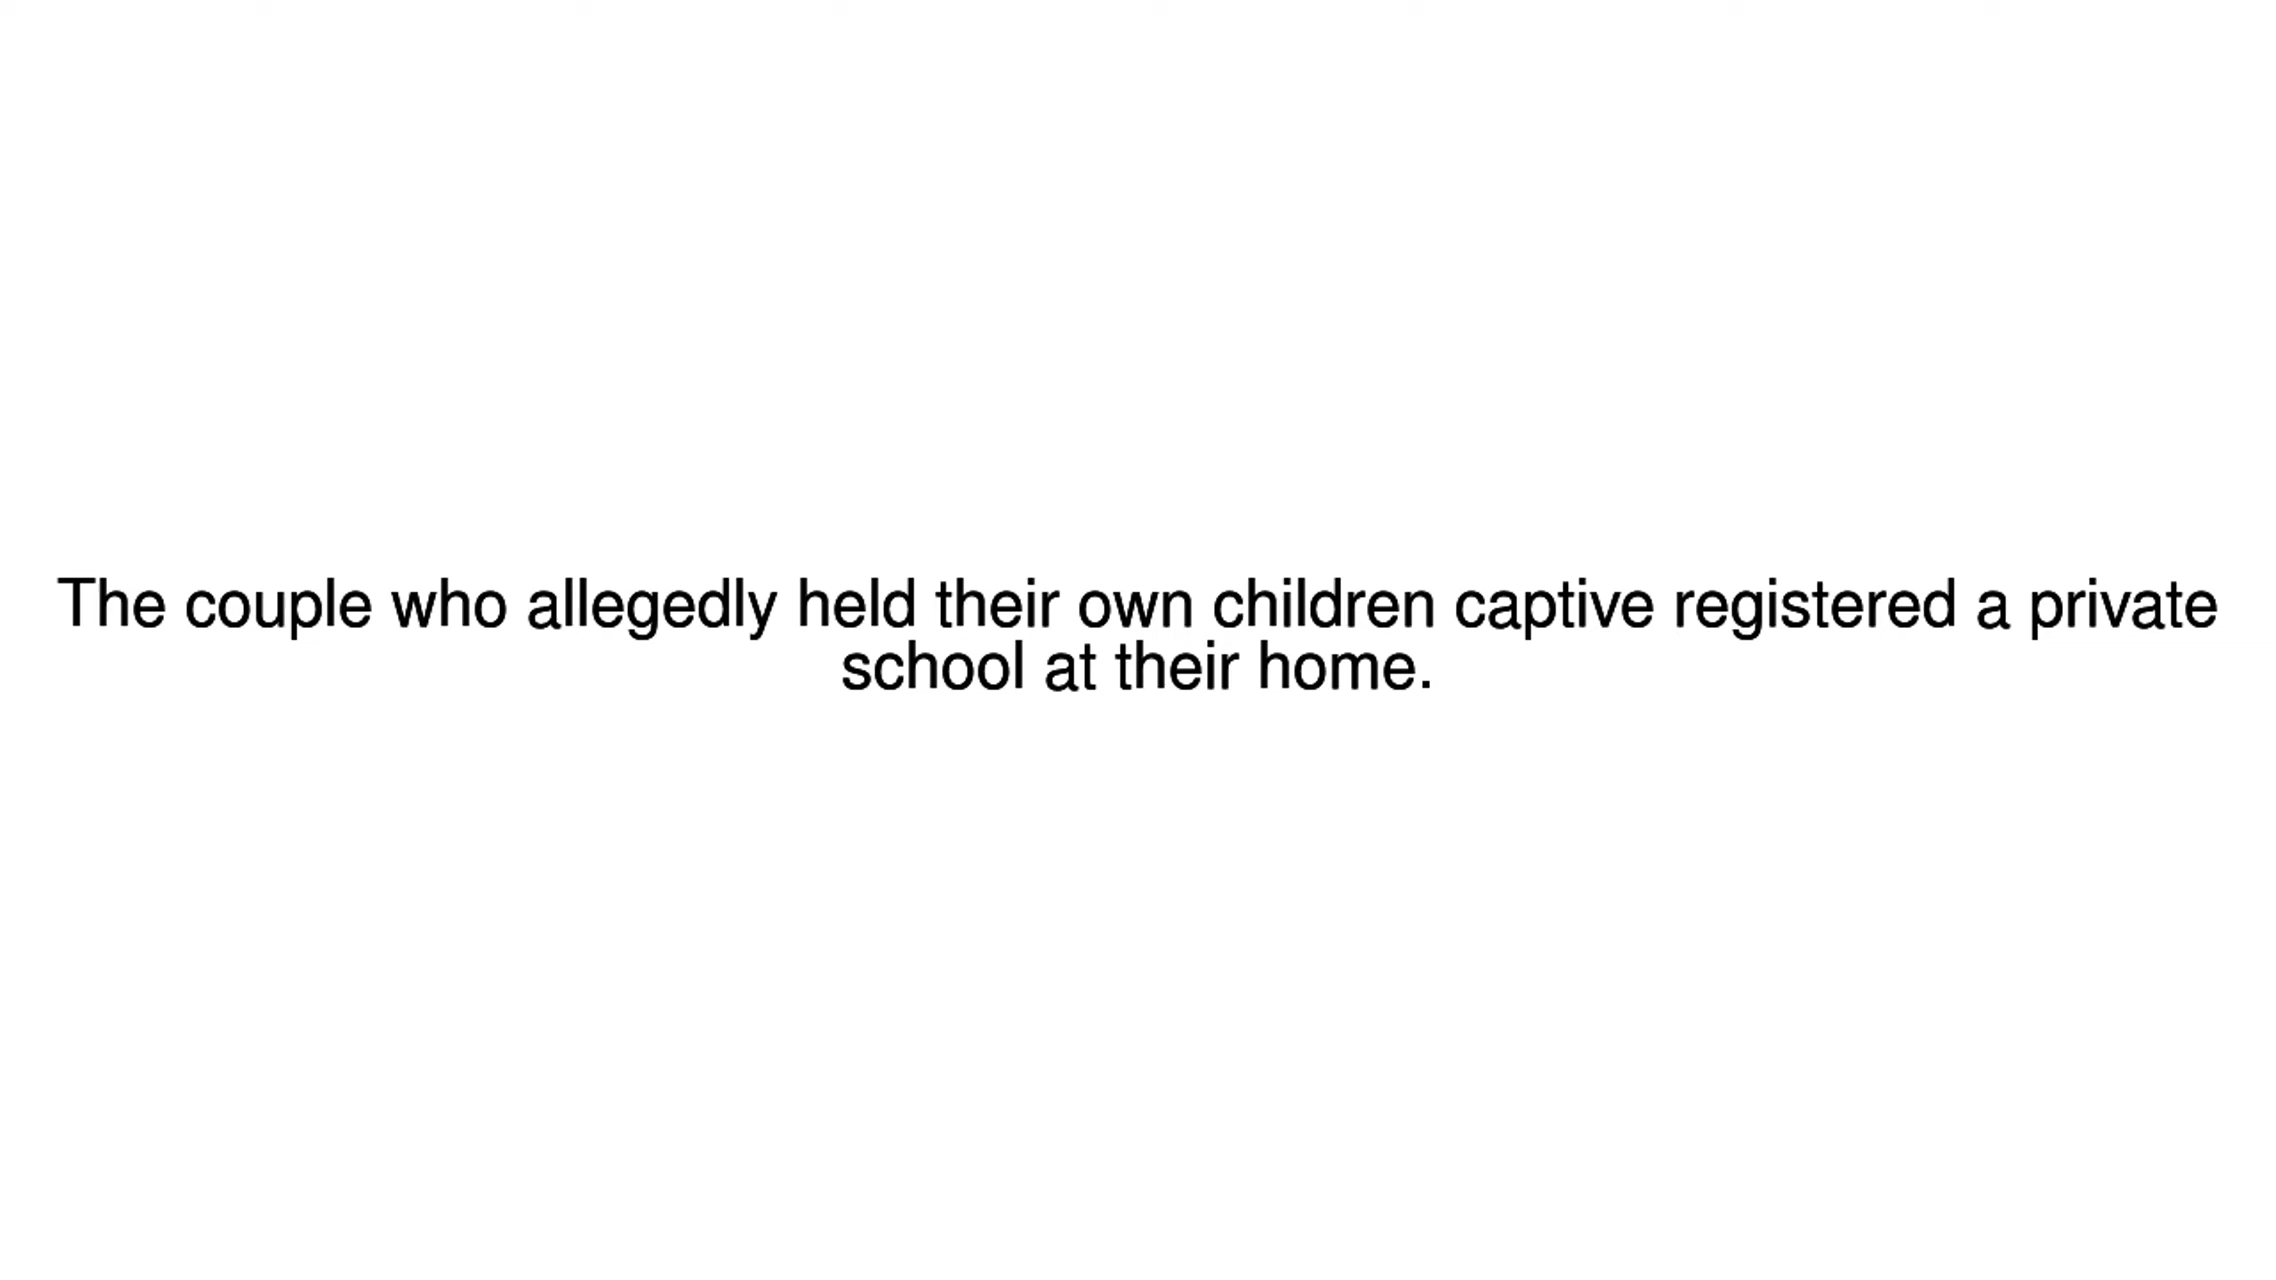 The couple who allegedly held their own children captive registered a private
school at their home.